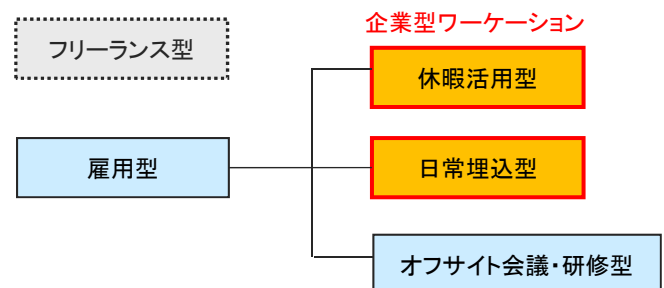 企業型ワーケーション
フリーランス型
休暇活用型
雇用型
日常埋込型
オフサイト会議・研修型